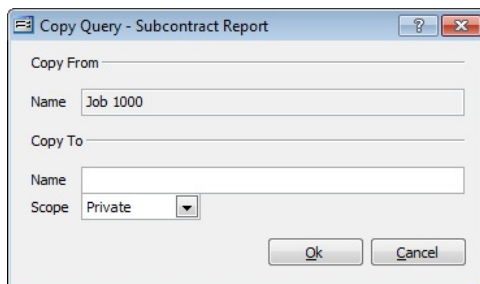 Copy Query - Subcontract Report
?
Copy From
Name Job 1000
Copy To
Name
Scope Private
Ok Cancel